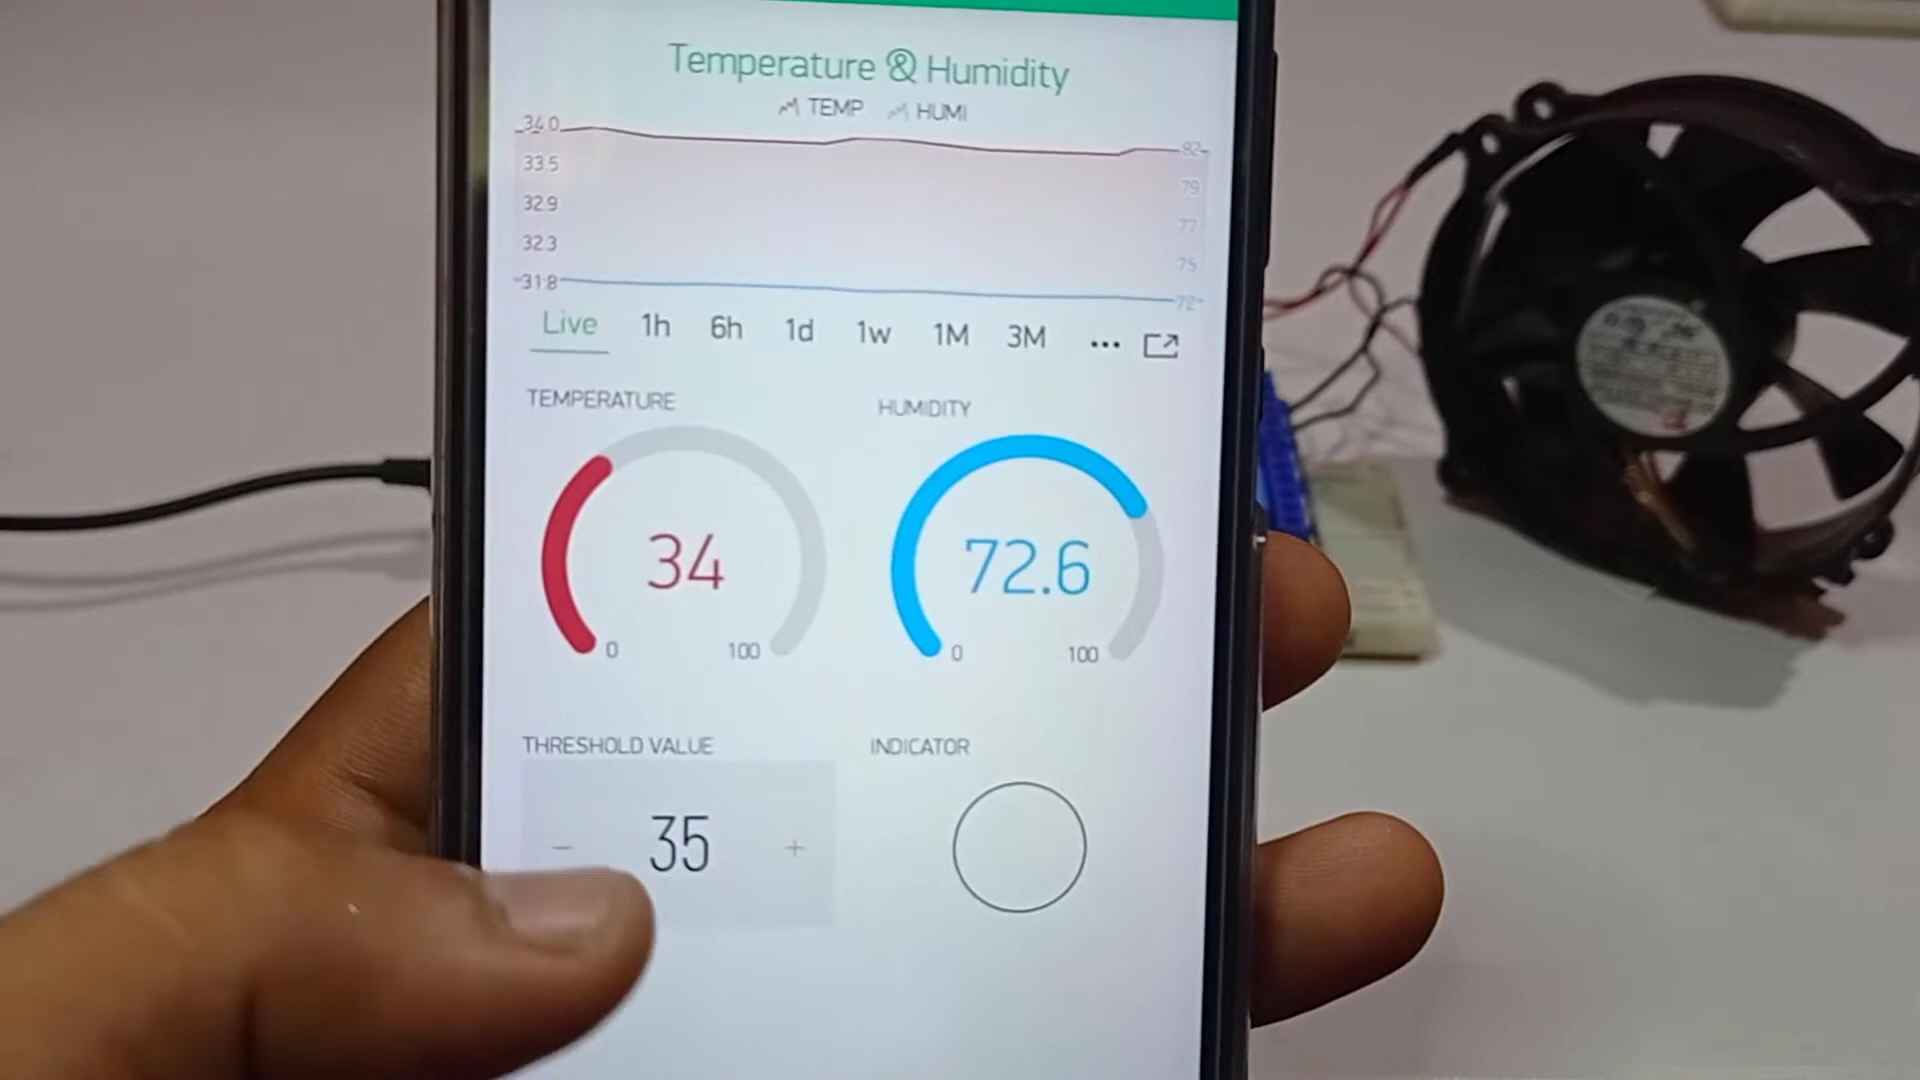 Temperature & Humidity
TEMP HUMI
34.0 82
33.5 79
32.9 77
32.3 75
31.8 72
Live 1h 6h 1d 1w 1M 3M ...
TEMPERATURE HUMIDITY
34 72.6
0 100 0 100
THRESHOLD VALUE INDICATOR
− 35 +